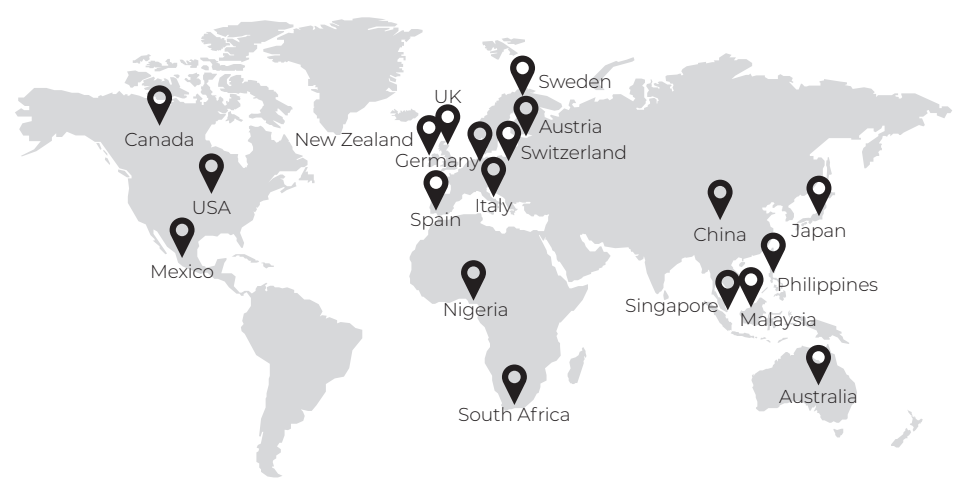 Sweden
UK
Austria
Canada
New Zealand
Switzerland
Germany
USA
Italy
Spain
Japan
China
Mexico
Philippines
Singapore
Nigeria
Malaysia
Australia
South Africa